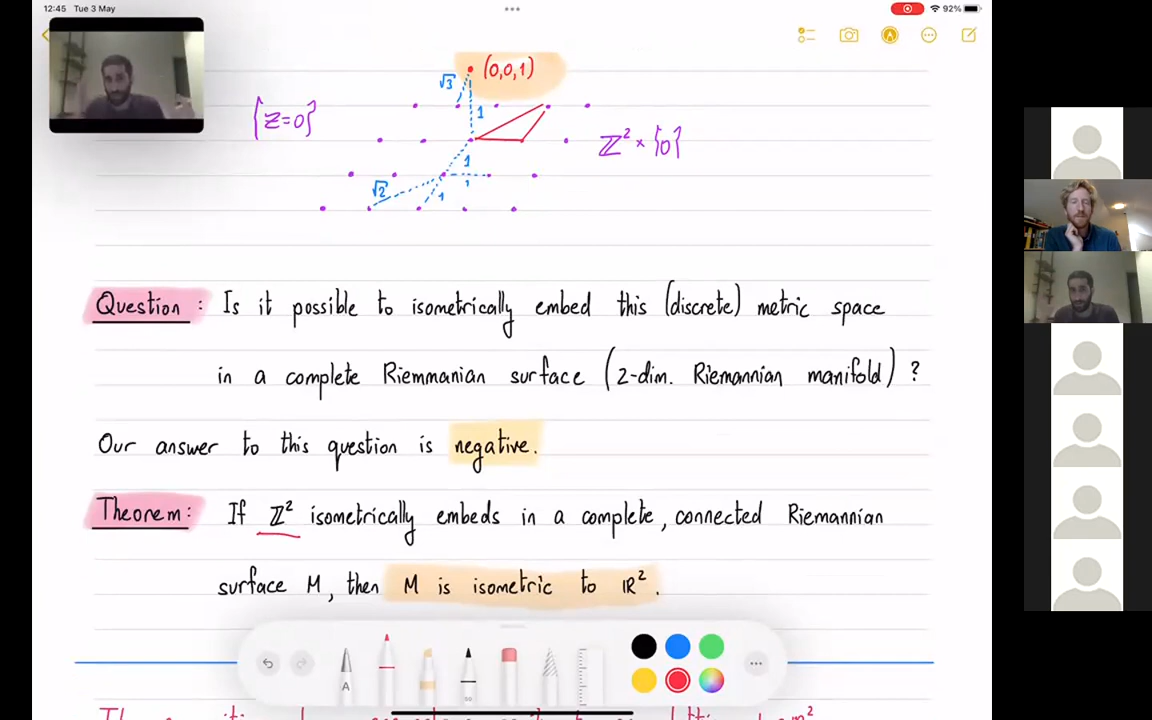 12:45 Tue 3 May
92%
(0,0,1)
√3
1
{Z=0}
ℤ² × {0}
1
√2
1
1
Question : Is it possible to isometrically embed this (discrete) metric space
in a complete Riemmanian surface (2-dim. Riemannian manifold) ?
Our answer to this question is negative.
Theorem: If ℤ² isometrically embeds in a complete, connected Riemannian
surface M, then M is isometric to ℝ².
A
50